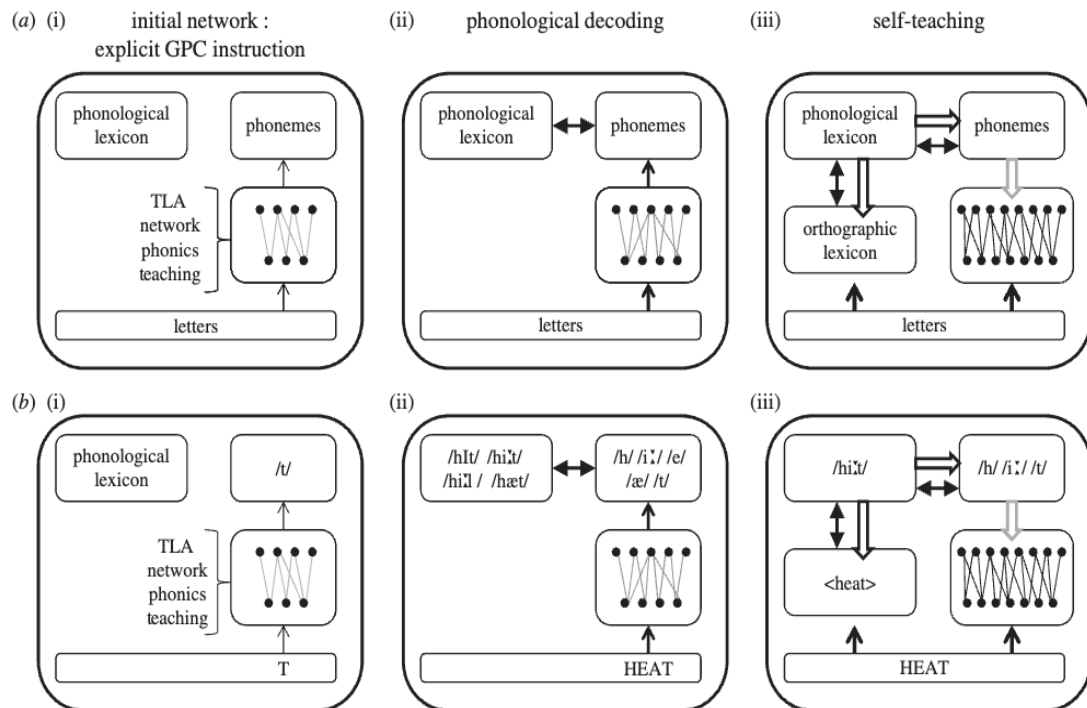 (a) (i) initial network :
explicit GPC instruction
phonological
lexicon
phonemes
TLA
network
phonics
teaching
letters
(ii) phonological decoding
phonological
lexicon
phonemes
letters
(iii) self-teaching
phonological
lexicon
phonemes
orthographic
lexicon
letters
(b) (i)
phonological
lexicon
/t/
TLA
network
phonics
teaching
T
(ii)
/hIt/ /hiːt/
/hiːl / /hæt/
/h/ /iː/ /e/
/æ/ /t/
HEAT
(iii)
/hiːt/
/h/ /iː/ /t/
<heat>
HEAT